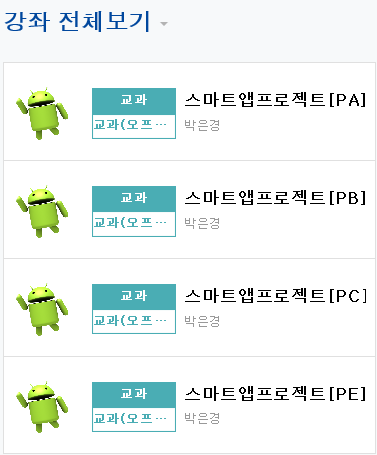 강좌 전체보기
교과
스마트앱프로젝트[PA]
교과(오프···
박은경
교과
스마트앱프로젝트[PB]
교과(오프···
박은경
교과
스마트앱프로젝트[PC]
교과(오프···
박은경
교과
스마트앱프로젝트[PE]
교과(오프···
박은경